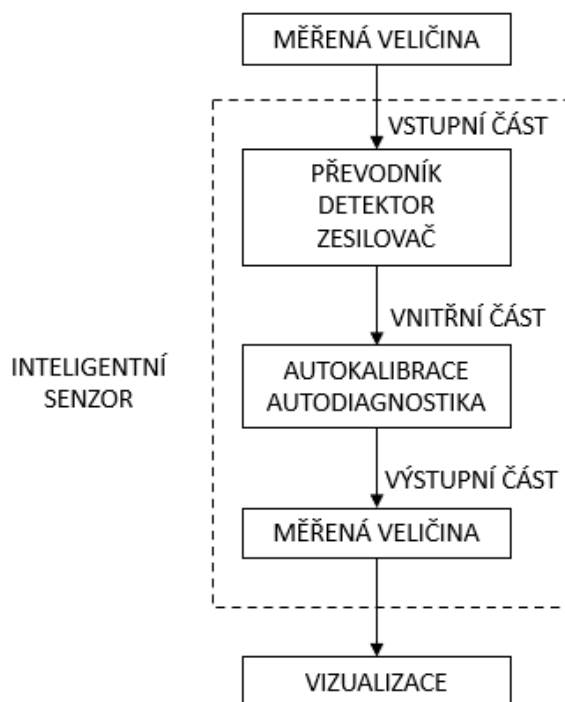 MĚŘENÁ VELIČINA
VSTUPNÍ ČÁST
PŘEVODNÍK
DETEKTOR
ZESILOVAČ
VNITŘNÍ ČÁST
INTELIGENTNÍ
SENZOR
AUTOKALIBRACE
AUTODIAGNOSTIKA
VÝSTUPNÍ ČÁST
MĚŘENÁ VELIČINA
VIZUALIZACE